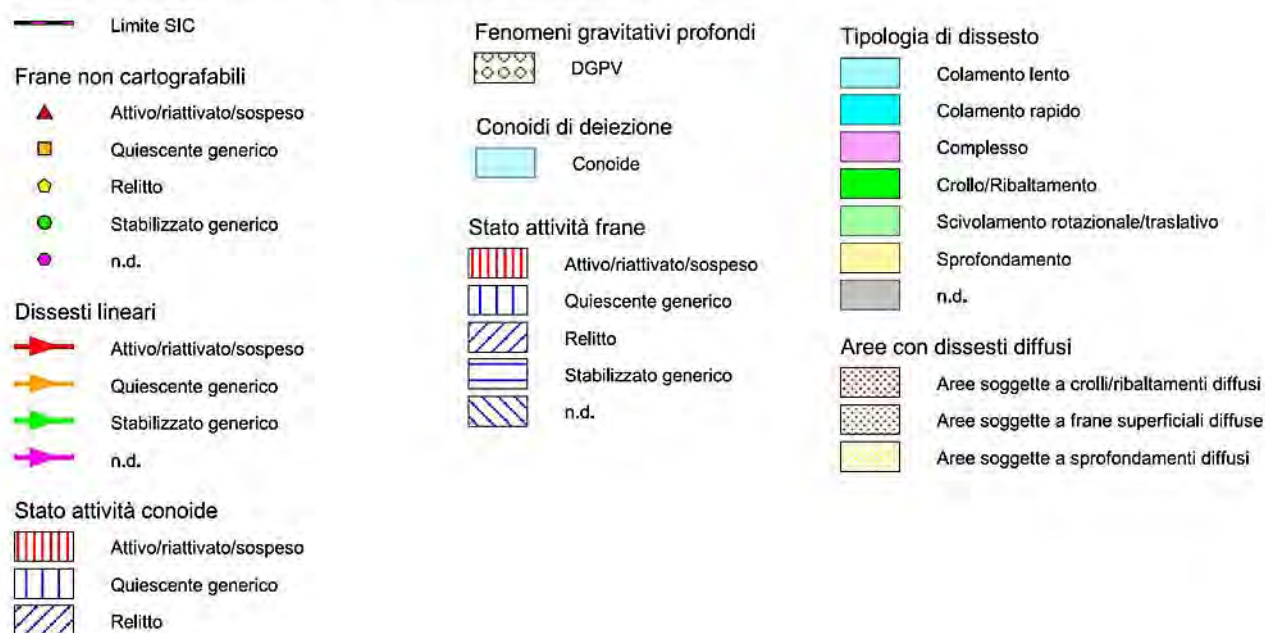 Limite SIC
Frane non cartografabili
Attivo/riattivato/sospeso
Quiescente generico
Relitto
Stabilizzato generico
n.d.
Dissesti lineari
Attivo/riattivato/sospeso
Quiescente generico
Stabilizzato generico
n.d.
Stato attività conoide
Attivo/riattivato/sospeso
Quiescente generico
Relitto
Fenomeni gravitativi profondi
DGPV
Conoidi di deiezione
Conoide
Stato attività frane
Attivo/riattivato/sospeso
Quiescente generico
Relitto
Stabilizzato generico
n.d.
Tipologia di dissesto
Colamento lento
Colamento rapido
Complesso
Crollo/Ribaltamento
Scivolamento rotazionale/traslativo
Sprofondamento
n.d.
Aree con dissesti diffusi
Aree soggette a crolli/ribaltamenti diffusi
Aree soggette a frane superficiali diffuse
Aree soggette a sprofondamenti diffusi